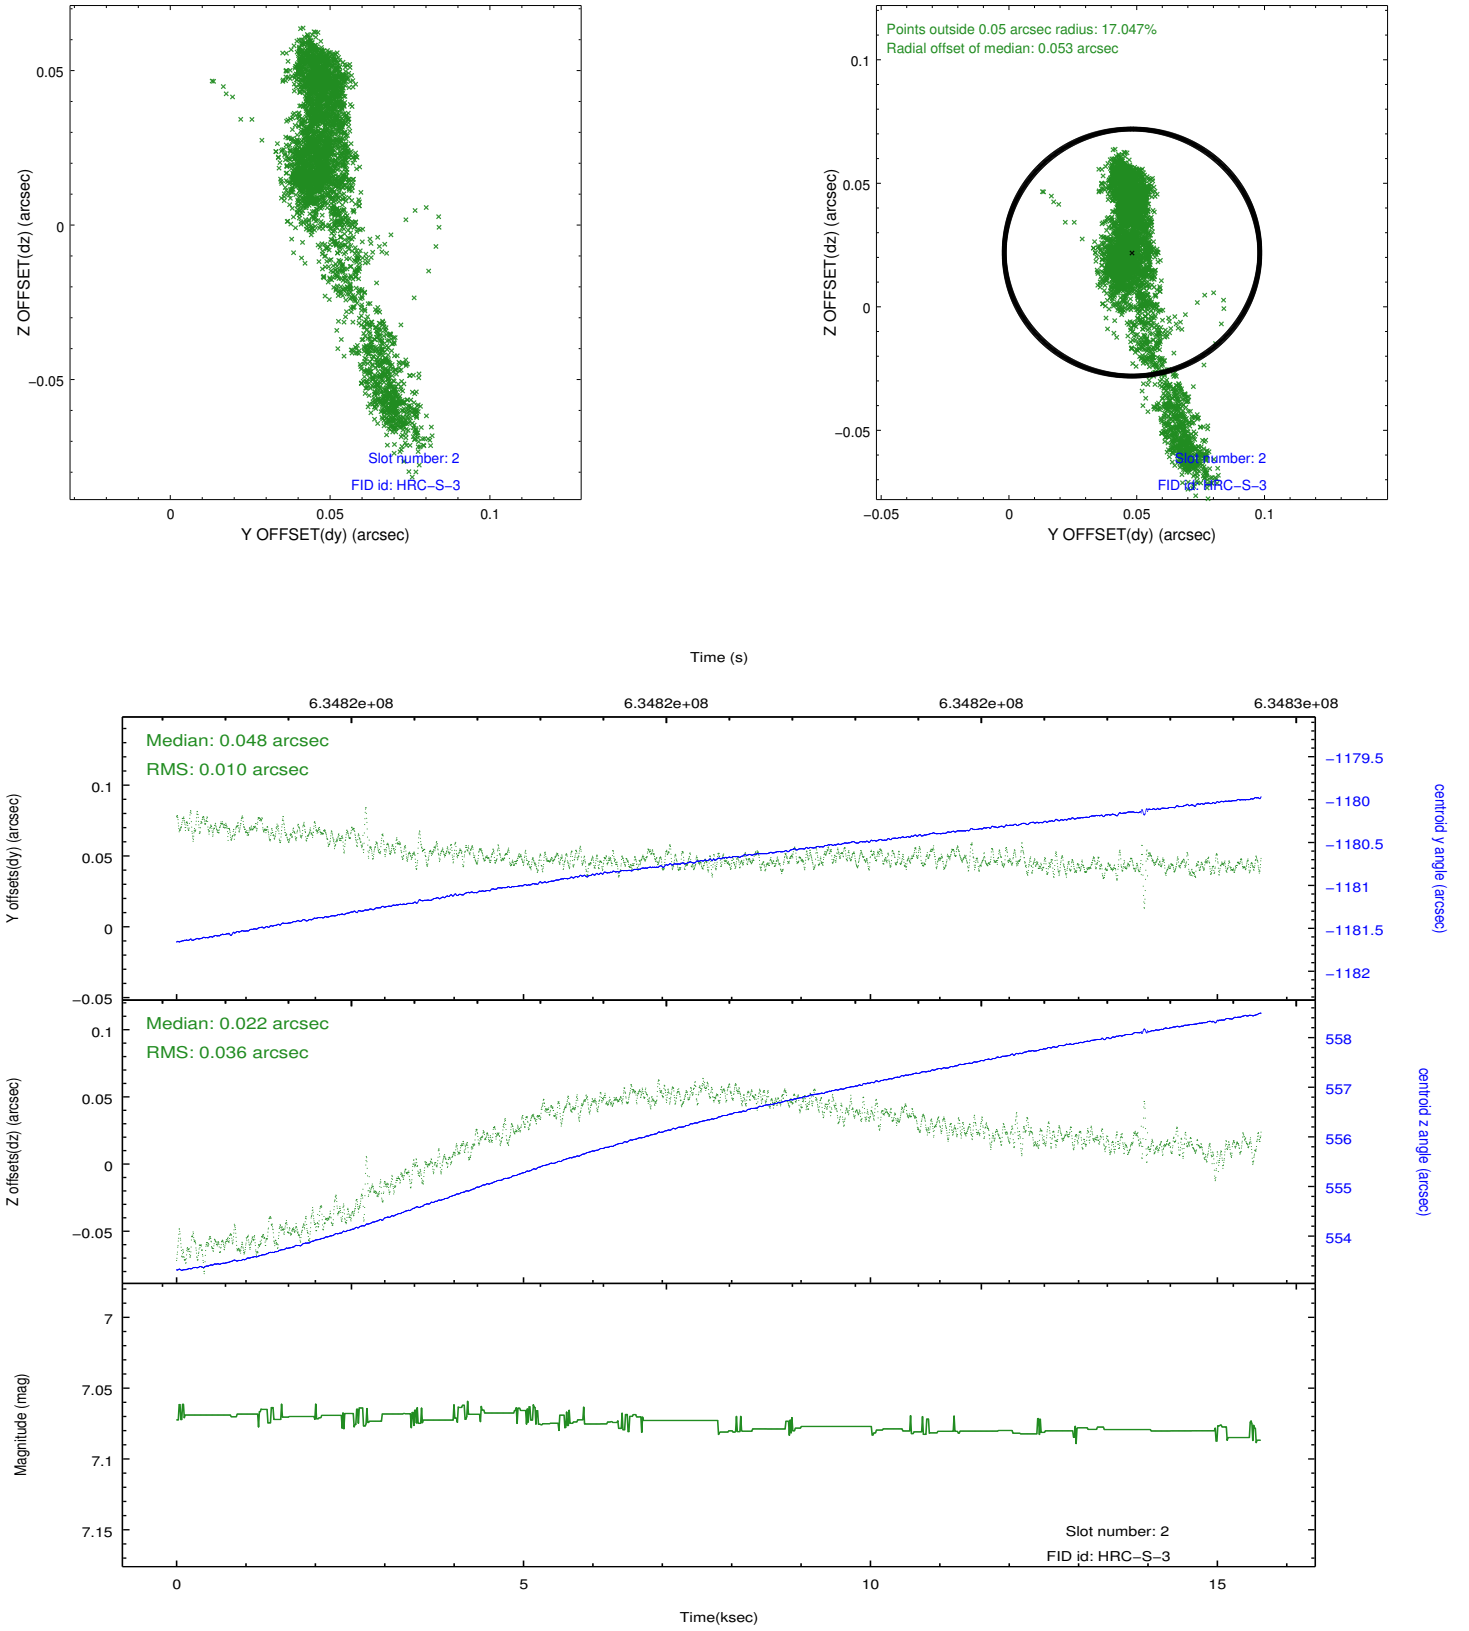 0.05
0
−0.05
Z OFFSET(dz) (arcsec)
0
0.05
0.1
Y OFFSET(dy) (arcsec)
Slot number: 2
FID id: HRC−S−3
Points outside 0.05 arcsec radius: 17.047%
Radial offset of median: 0.053 arcsec
0.1
0.05
0
−0.05
Z OFFSET(dz) (arcsec)
−0.05
0
0.05
0.1
Y OFFSET(dy) (arcsec)
Slot number: 2
FID id: HRC−S−3
Time (s)
6.3482e+08
6.3482e+08
6.3482e+08
6.3483e+08
Median: 0.048 arcsec
RMS: 0.010 arcsec
0.1
0.05
0
−0.05
Y offsets(dy) (arcsec)
−1179.5
−1180
−1180.5
−1181
−1181.5
−1182
centroid y angle (arcsec)
Median: 0.022 arcsec
RMS: 0.036 arcsec
0.1
0.05
0
−0.05
Z offsets(dz) (arcsec)
558
557
556
555
554
centroid z angle (arcsec)
7
7.05
7.1
7.15
Magnitude (mag)
Slot number: 2
FID id: HRC−S−3
0
5
10
15
Time(ksec)